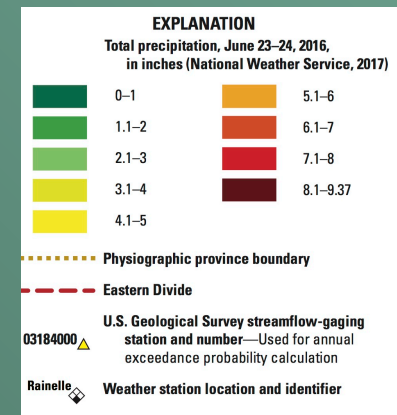 EXPLANATION
Total precipitation, June 23–24, 2016,
in inches (National Weather Service, 2017)
0–1
1.1–2
2.1–3
3.1–4
4.1–5
5.1–6
6.1–7
7.1–8
8.1–9.37
Physiographic province boundary
Eastern Divide
03184000
U.S. Geological Survey streamflow-gaging
station and number—Used for annual
exceedance probability calculation
Rainelle
Weather station location and identifier